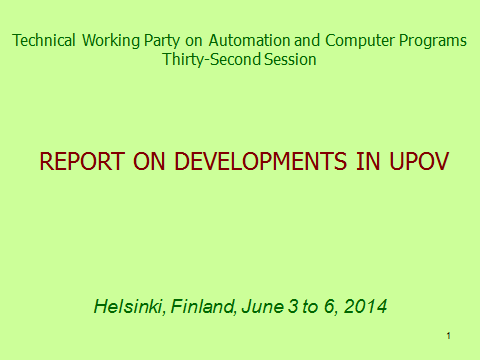 Technical Working Party on Automation and Computer Programs
Thirty-Second Session
REPORT ON DEVELOPMENTS IN UPOV
Helsinki, Finland, June 3 to 6, 2014
1